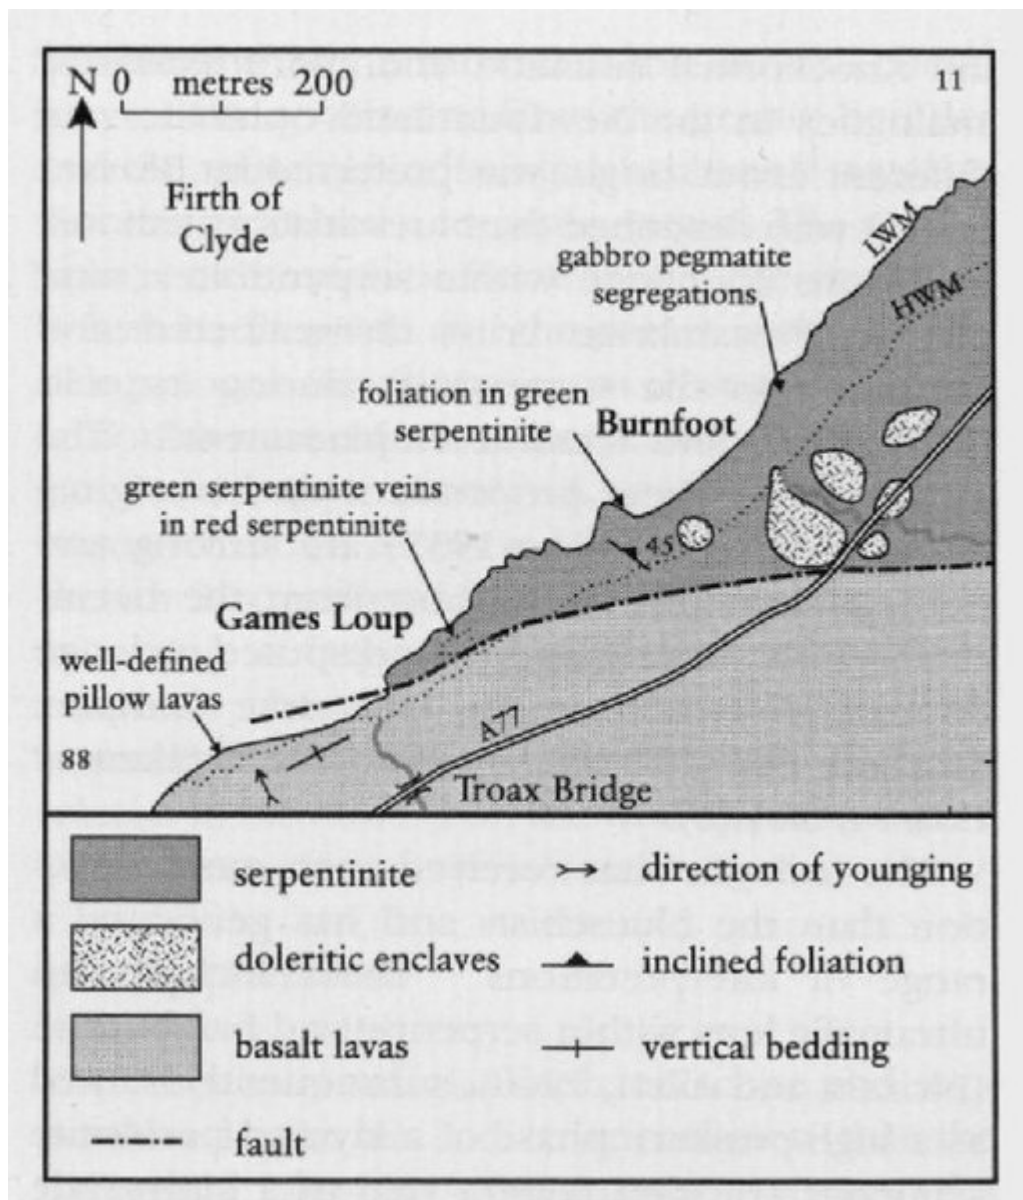 N 0 metres 200
11
Firth of
Clyde
LWM
gabbro pegmatite
segregations
HWM
foliation in green
serpentinite
Burnfoot
green serpentinite veins
in red serpentinite
45
Games Loup
well-defined
pillow lavas
A77
88
Troax Bridge
serpentinite
direction of younging
doleritic enclaves
inclined foliation
basalt lavas
vertical bedding
fault